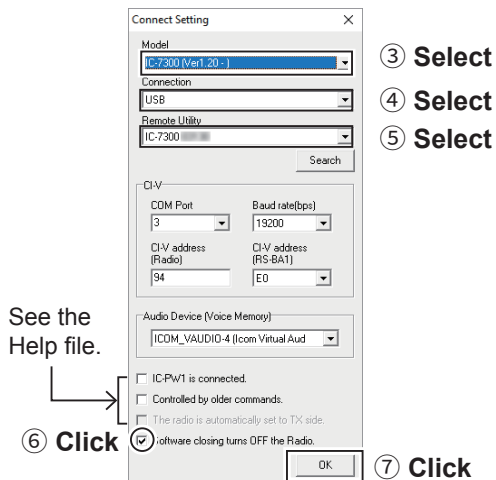 Connect Setting
Model
IC-7300 (Ver1.20 - )
③ Select
Connection
USB
④ Select
Remote Utility
IC-7300
⑤ Select
Search
CI-V
COM Port Baud rate(bps)
3 19200
CI-V address (Radio)
CI-V address (RS-BA1)
94 E0
Audio Device (Voice Memory)
ICOM_VAUDIO-4 (Icom Virtual Aud
See the
Help file.
IC-PW1 is connected.
Controlled by older commands.
The radio is automatically set to TX side.
⑥ Click
Software closing turns OFF the Radio.
OK
⑦ Click